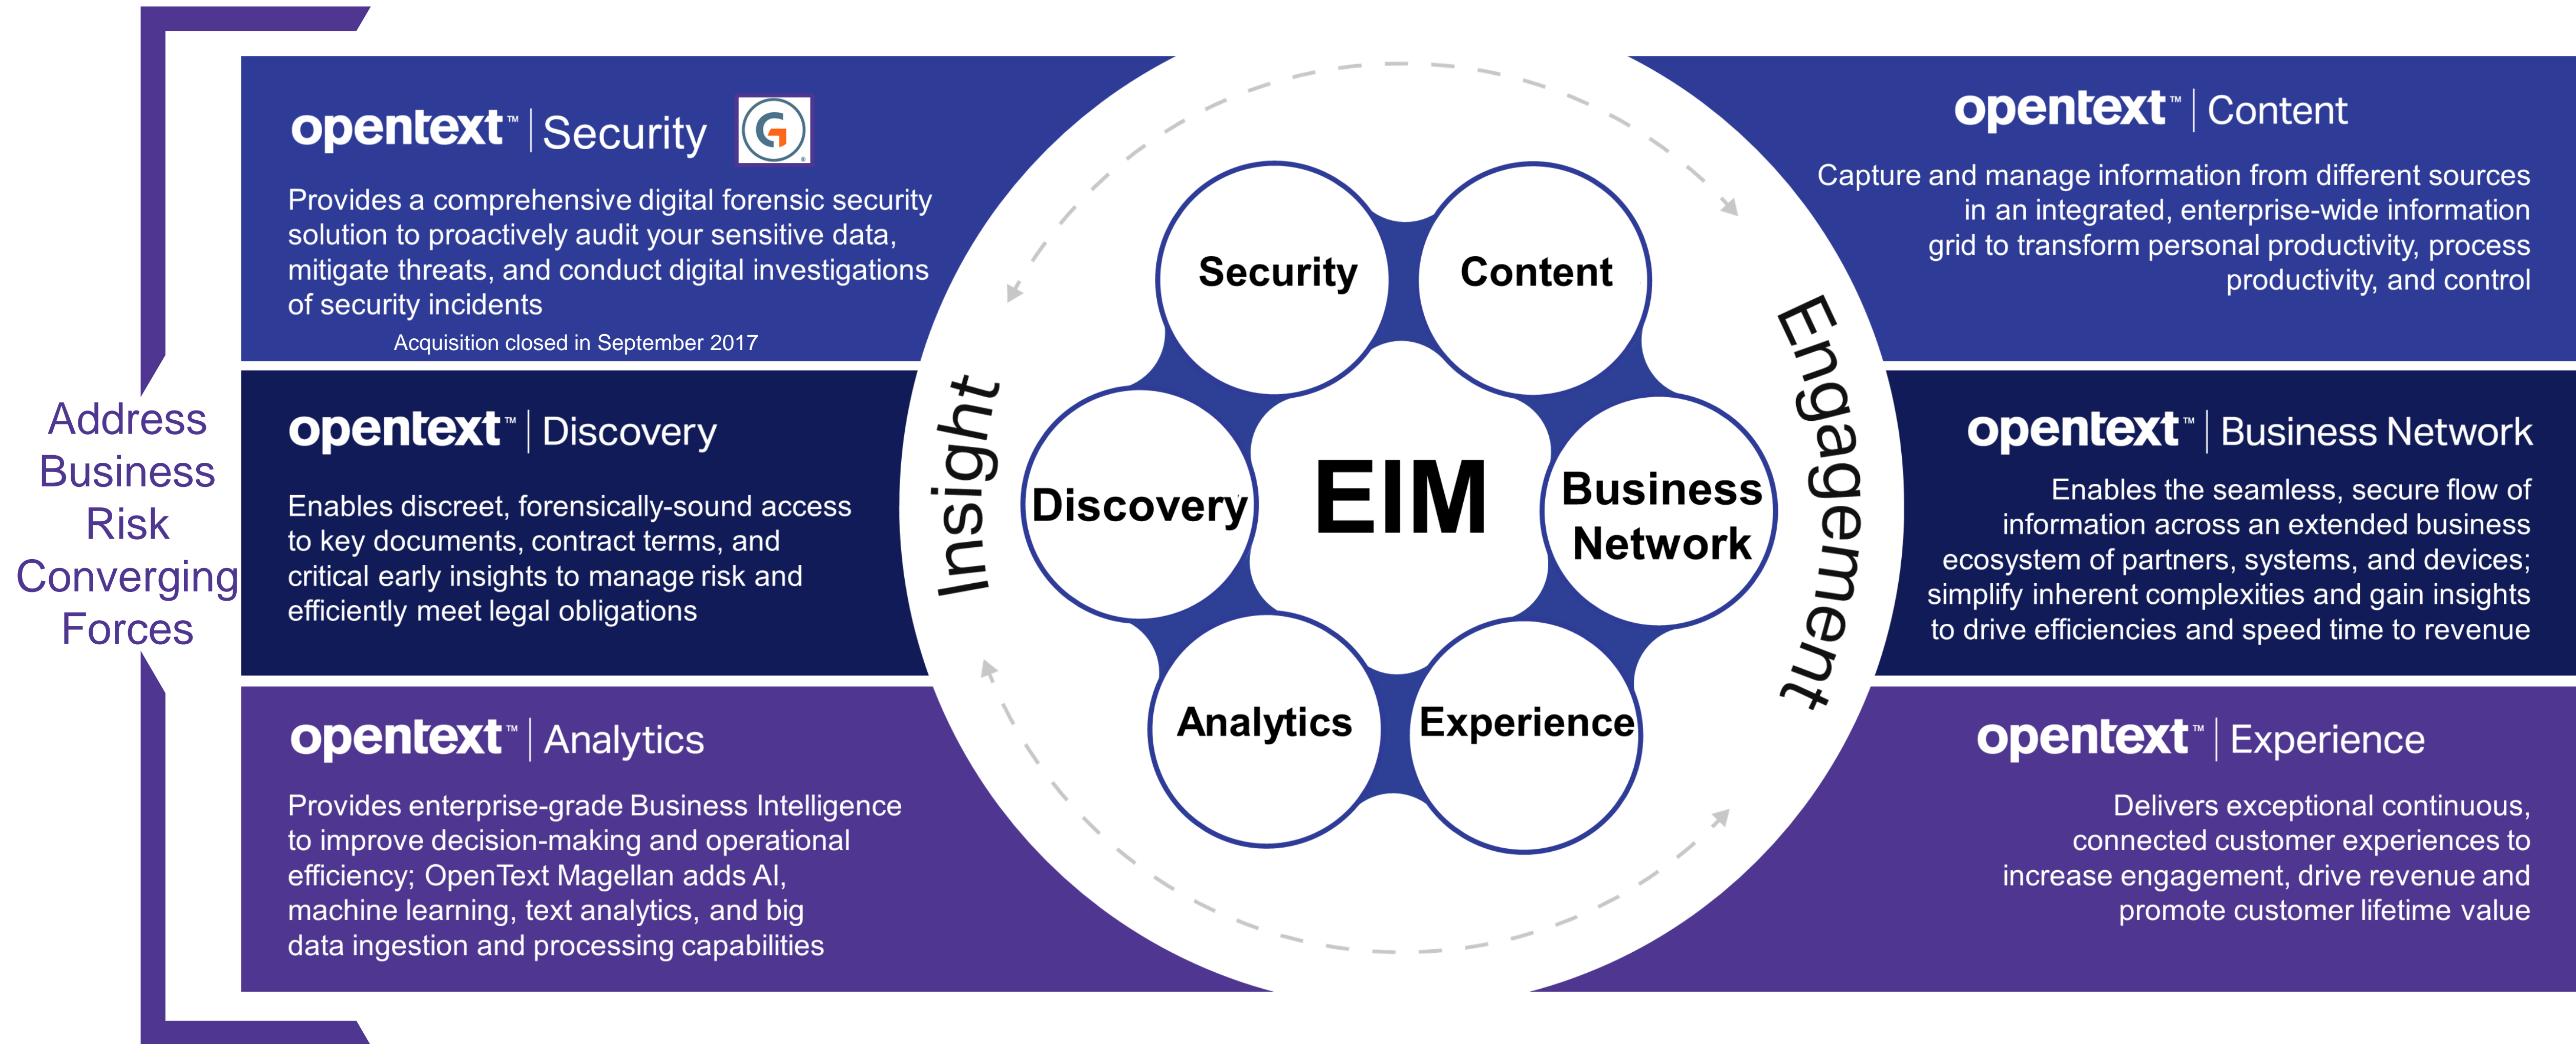 Address
Business
Risk
Converging
Forces
opentext™ | Security
G ®
Provides a comprehensive digital forensic security
solution to proactively audit your sensitive data,
mitigate threats, and conduct digital investigations
of security incidents
Acquisition closed in September 2017
opentext™ | Discovery
Enables discreet, forensically-sound access
to key documents, contract terms, and
critical early insights to manage risk and
efficiently meet legal obligations
opentext™ | Analytics
Provides enterprise-grade Business Intelligence
to improve decision-making and operational
efficiency; OpenText Magellan adds AI,
machine learning, text analytics, and big
data ingestion and processing capabilities
Insight
Security
Content
Discovery
EIM
Business
Network
Analytics
Experience
Engagement
opentext™ | Content
Capture and manage information from different sources
in an integrated, enterprise-wide information
grid to transform personal productivity, process
productivity, and control
opentext™ | Business Network
Enables the seamless, secure flow of
information across an extended business
ecosystem of partners, systems, and devices;
simplify inherent complexities and gain insights
to drive efficiencies and speed time to revenue
opentext™ | Experience
Delivers exceptional continuous,
connected customer experiences to
increase engagement, drive revenue and
promote customer lifetime value